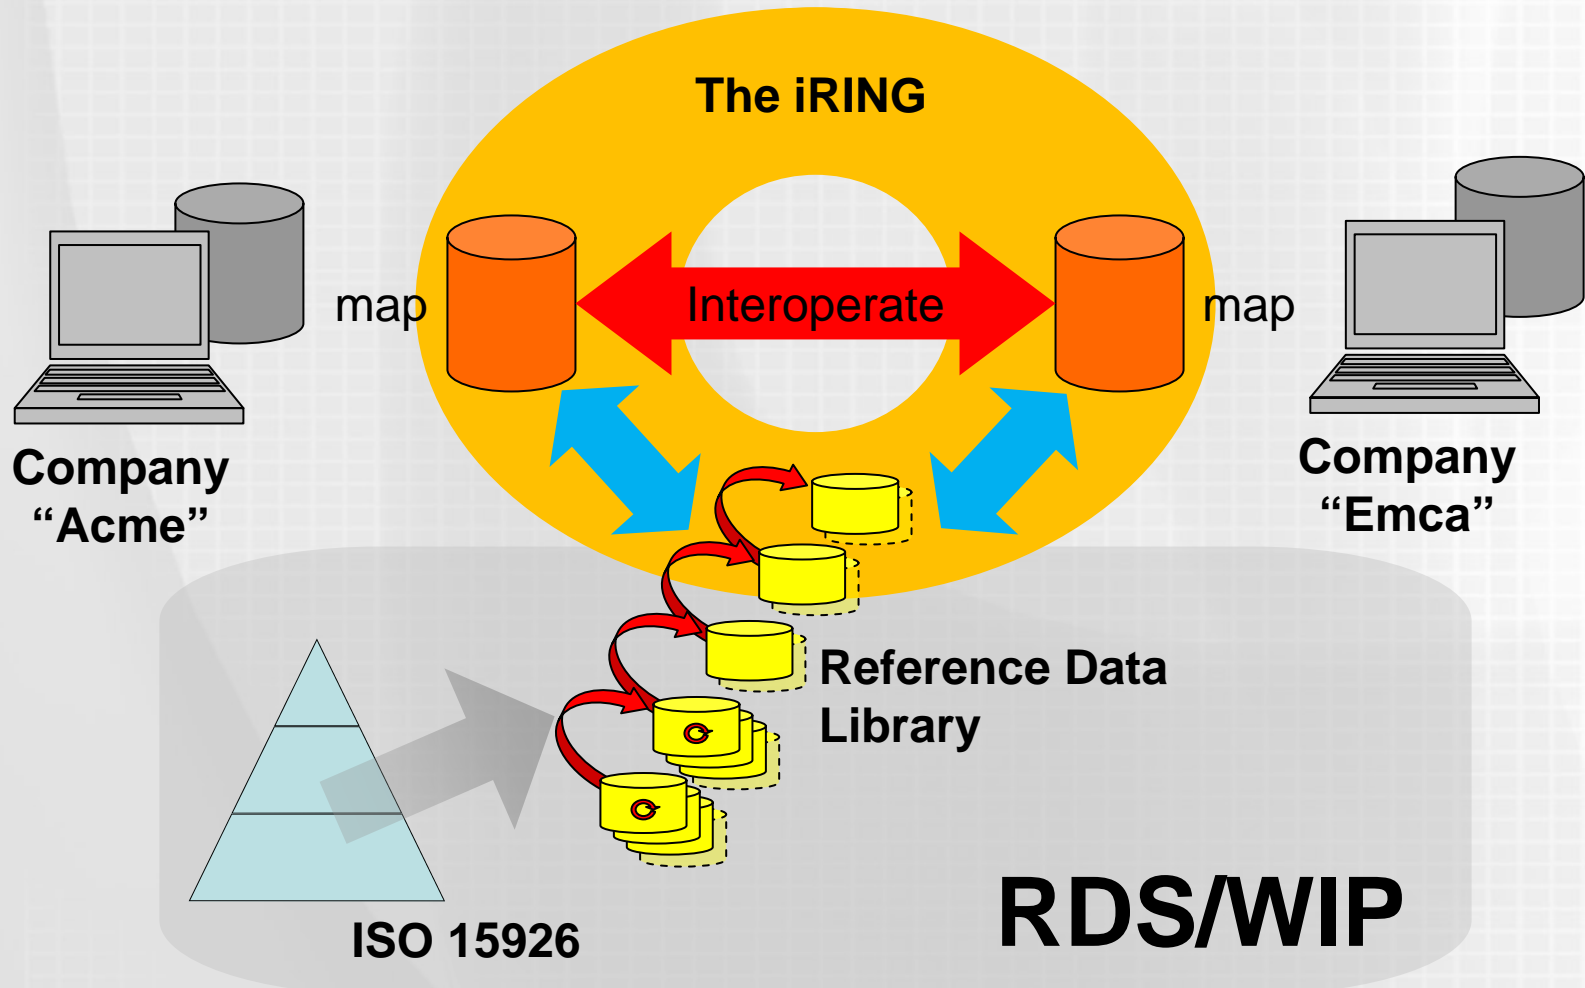 The iRING
map
Interoperate
map
Company
“Acme”
Company
“Emca”
Reference Data
Library
RDS/WIP
ISO 15926